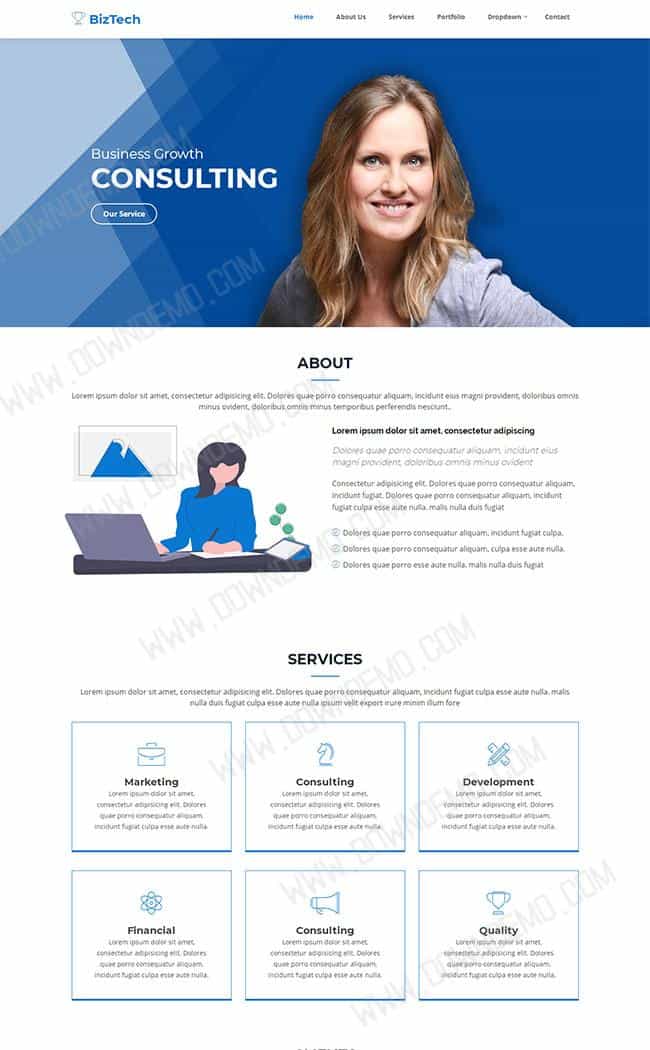 BizTech
Home About Us Services Portfolio Dropdown Contact
Business Growth
CONSULTING
Our Service
ABOUT
Lorem ipsum dolor sit amet, consectetur adipisicing elit. Dolores quae porro consequatur aliquam, incidunt eius magni provident, doloribus omnis
minus ovident, doloribus omnis minus temporibus perferendis nesciunt..
Lorem ipsum dolor sit amet, consectetur adipiscing
Dolores quae porro consequatur aliquam, incidunt eius
magni provident, doloribus omnis minus ovident
Consectetur adipisicing elit. Dolores quae porro consequatur aliquam,
incidunt fugiat. Dolores quae porro consequatur aliquam, incidunt
fugiat culpa esse aute nulla. malis nulla duis fugiat
Dolores quae porro consequatur aliquam, incidunt fugiat culpa.
Dolores quae porro consequatur aliquam, culpa esse aute nulla.
Dolores quae porro esse aute nulla. malis nulla duis fugiat
SERVICES
Lorem ipsum dolor sit amet, consectetur adipisicing elit. Dolores quae porro consequatur aliquam, incidunt fugiat culpa esse aute nulla. malis
nulla duis fugiat culpa esse aute nulla ipsum velit export irure minim illum fore
Marketing
Lorem ipsum dolor sit amet,
consectetur adipisicing elit. Dolores
quae porro consequatur aliquam,
incidunt fugiat culpa esse aute nulla.
Consulting
Lorem ipsum dolor sit amet,
consectetur adipisicing elit. Dolores
quae porro consequatur aliquam,
incidunt fugiat culpa esse aute nulla.
Development
Lorem ipsum dolor sit amet,
consectetur adipisicing elit. Dolores
quae porro consequatur aliquam,
incidunt fugiat culpa esse aute nulla.
Financial
Lorem ipsum dolor sit amet,
consectetur adipisicing elit. Dolores
quae porro consequatur aliquam,
incidunt fugiat culpa esse aute nulla.
Consulting
Lorem ipsum dolor sit amet,
consectetur adipisicing elit. Dolores
quae porro consequatur aliquam,
incidunt fugiat culpa esse aute nulla.
Quality
Lorem ipsum dolor sit amet,
consectetur adipisicing elit. Dolores
quae porro consequatur aliquam,
incidunt fugiat culpa esse aute nulla.
WWW.DOWNDEMO.COM